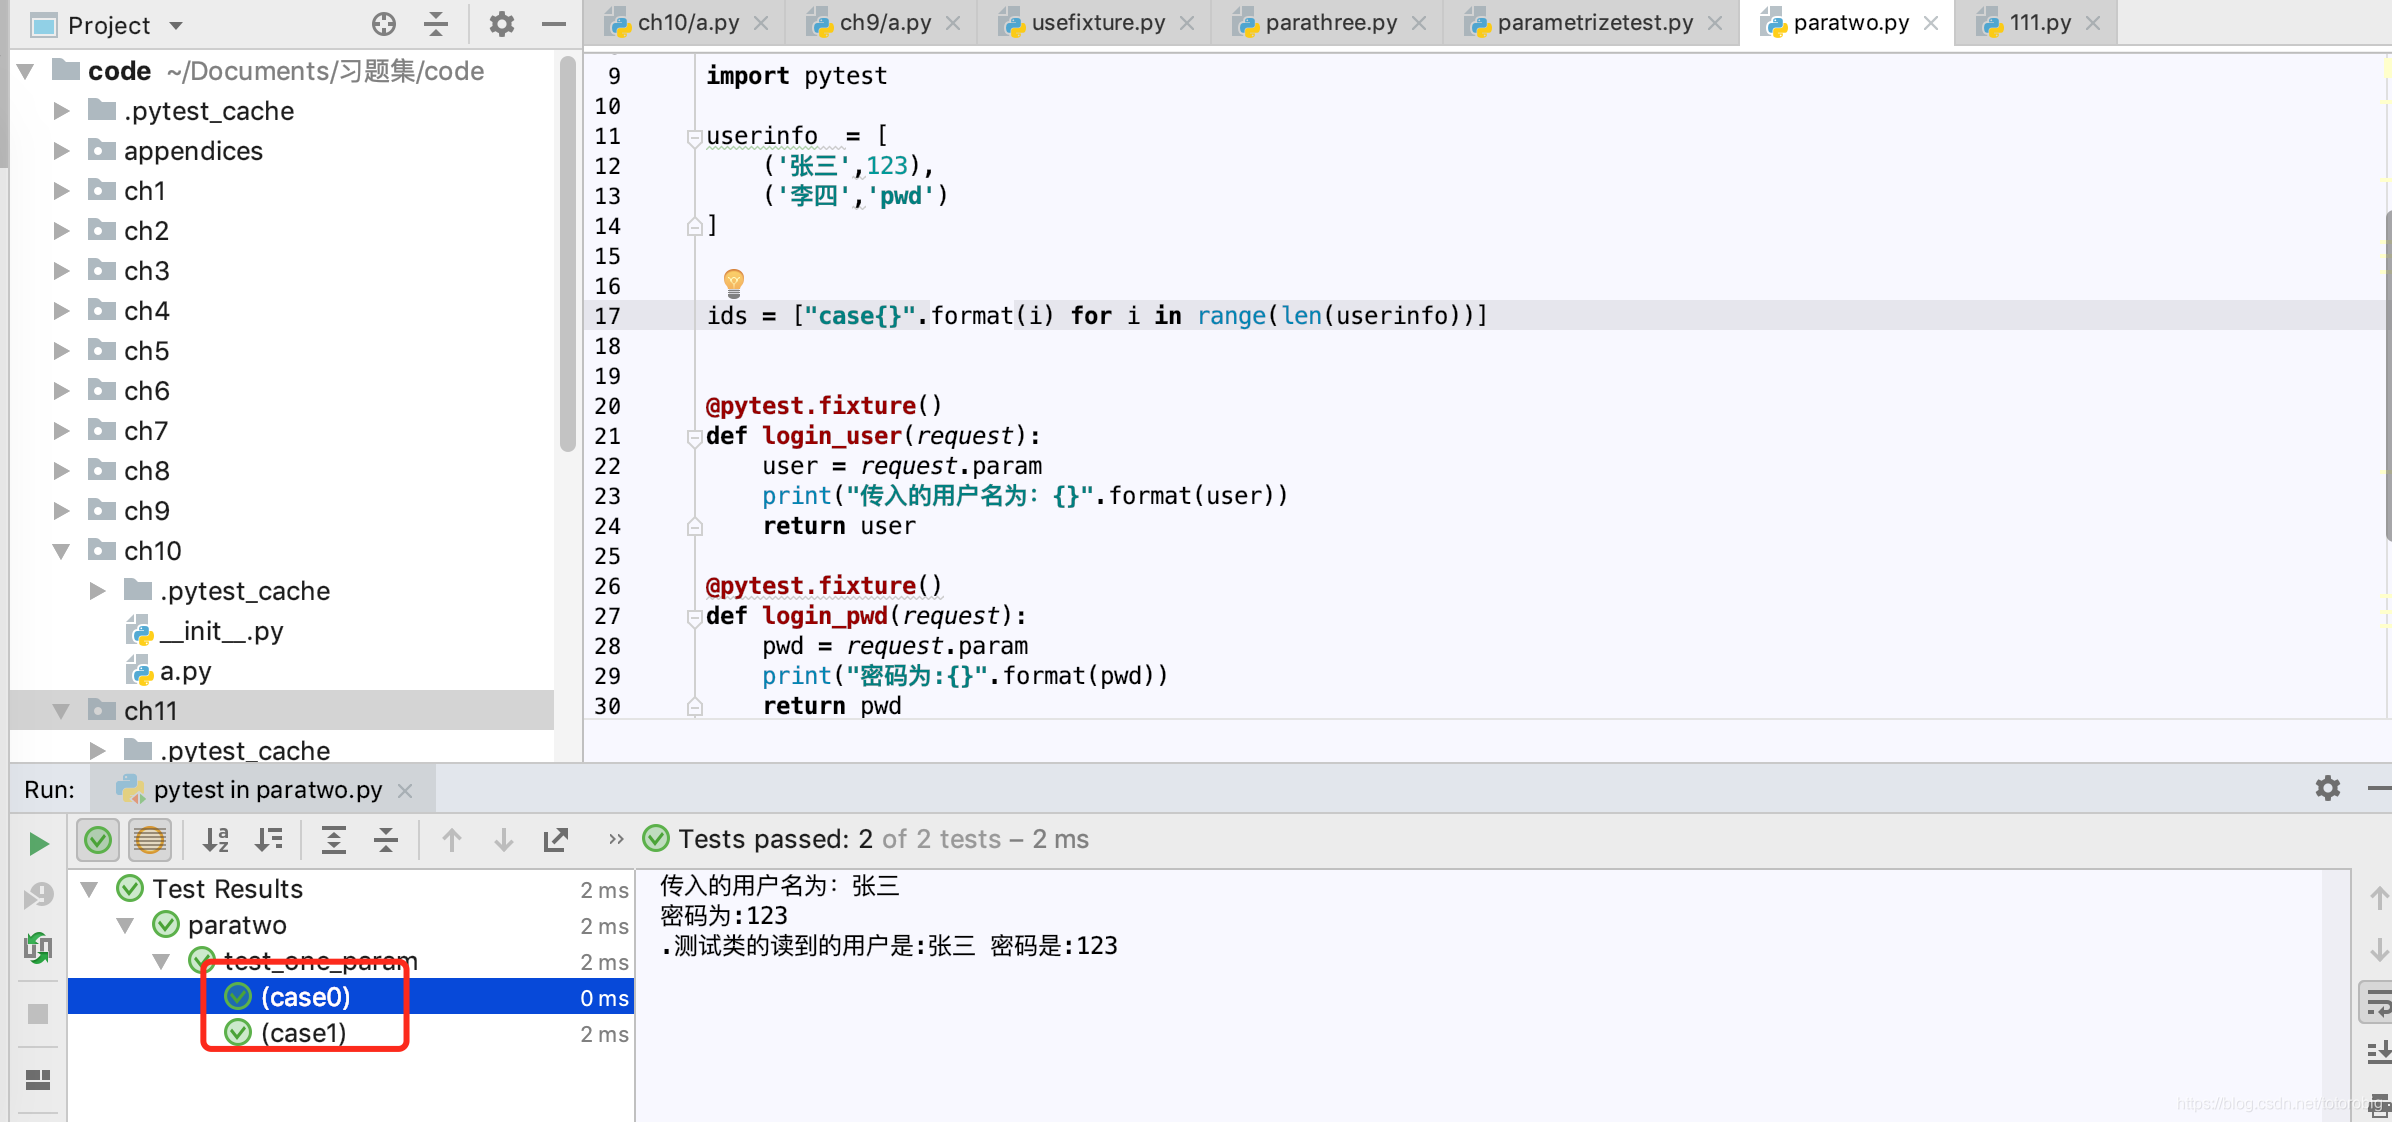 Project
code ~/Documents/习题集/code
.pytest_cache
appendices
ch1
ch2
ch3
ch4
ch5
ch6
ch7
ch8
ch9
ch10
.pytest_cache
__init__.py
a.py
ch11
.pytest_cache
ch10/a.py
ch9/a.py
usefixture.py
parathree.py
parametrizetest.py
paratwo.py
111.py
9 import pytest
10
11 userinfo = [
12 ('张三',123),
13 ('李四','pwd')
14 ]
15
16
17 ids = ["case{}".format(i) for i in range(len(userinfo))]
18
19
20 @pytest.fixture()
21 def login_user(request):
22 user = request.param
23 print("传入的用户名为：{}".format(user))
24 return user
25
26 @pytest.fixture()
27 def login_pwd(request):
28 pwd = request.param
29 print("密码为:{}".format(pwd))
30 return pwd
Run: pytest in paratwo.py
Tests passed: 2 of 2 tests – 2 ms
Test Results 2 ms
paratwo 2 ms
test_one_param 2 ms
(case0) 0 ms
(case1) 2 ms
传入的用户名为：张三
密码为:123
.测试类的读到的用户是:张三 密码是:123